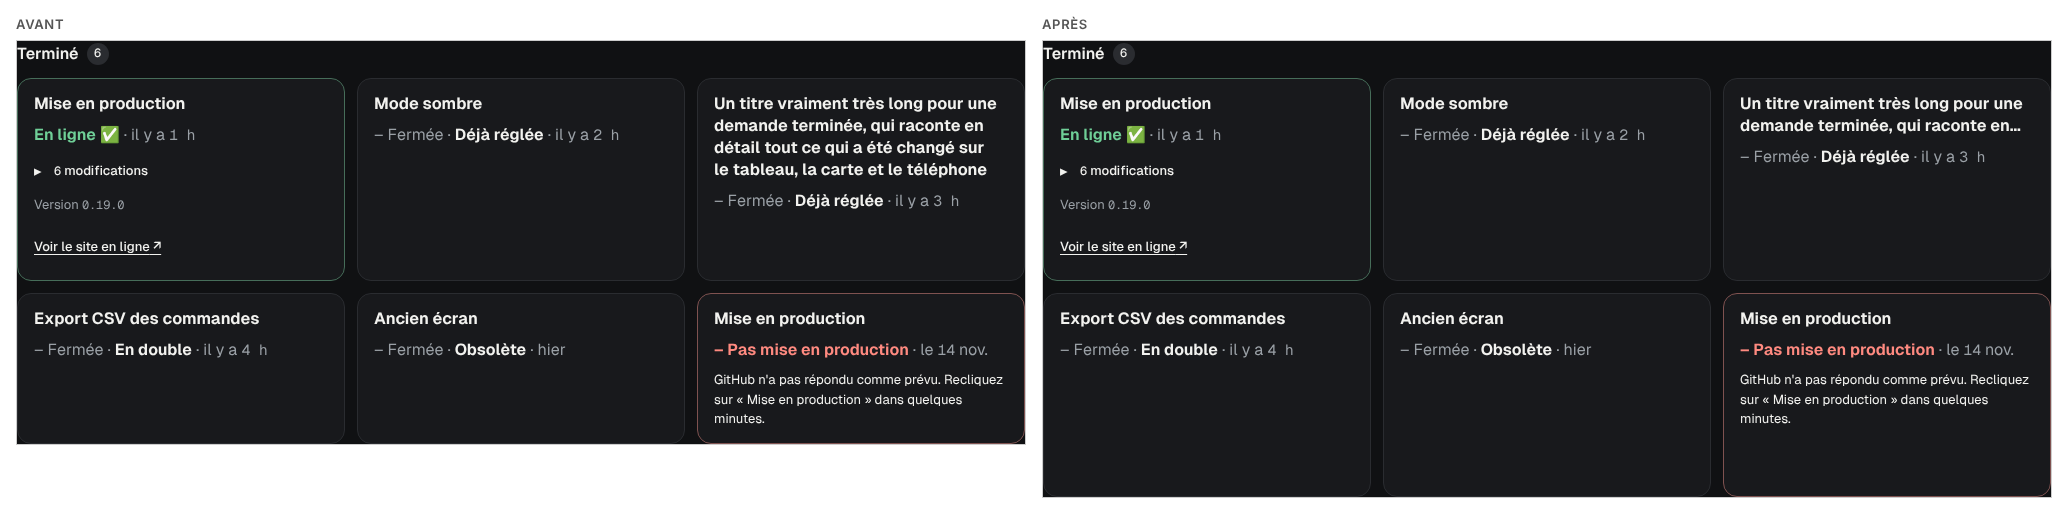 AVANT
Terminé 6
Mise en production
En ligne ✅ · il y a 1 h
▶ 6 modifications
Version 0.19.0
Voir le site en ligne ↗
Mode sombre
– Fermée · Déjà réglée · il y a 2 h
Un titre vraiment très long pour une
demande terminée, qui raconte en
détail tout ce qui a été changé sur
le tableau, la carte et le téléphone
– Fermée · Déjà réglée · il y a 3 h
Export CSV des commandes
– Fermée · En double · il y a 4 h
Ancien écran
– Fermée · Obsolète · hier
Mise en production
– Pas mise en production · le 14 nov.
GitHub n'a pas répondu comme prévu. Recliquez
sur « Mise en production » dans quelques
minutes.
APRÈS
Terminé 6
Mise en production
En ligne ✅ · il y a 1 h
▶ 6 modifications
Version 0.19.0
Voir le site en ligne ↗
Mode sombre
– Fermée · Déjà réglée · il y a 2 h
Un titre vraiment très long pour une
demande terminée, qui raconte en…
– Fermée · Déjà réglée · il y a 3 h
Export CSV des commandes
– Fermée · En double · il y a 4 h
Ancien écran
– Fermée · Obsolète · hier
Mise en production
– Pas mise en production · le 14 nov.
GitHub n'a pas répondu comme prévu. Recliquez
sur « Mise en production » dans quelques
minutes.